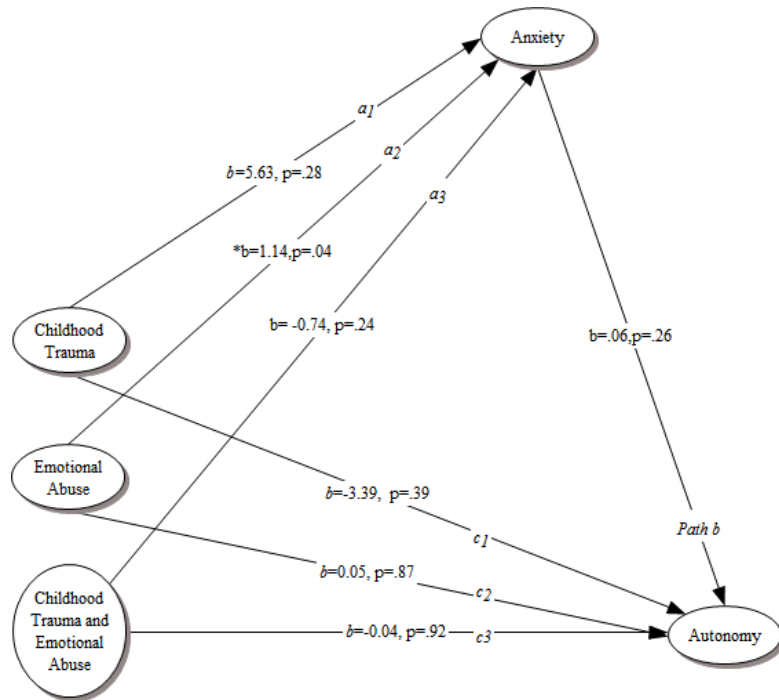 Anxiety
a1
a2
b=5.63, p=.28
a3
*b=1.14,p=.04
Childhood
Trauma
b= -0.74, p=.24
b=.06,p=.26
Emotional
Abuse
b=-3.39, p=.39
Path b
c1
b=0.05, p=.87
c2
Childhood
Trauma and
Emotional
Abuse
b=-0.04, p=.92
c3
Autonomy